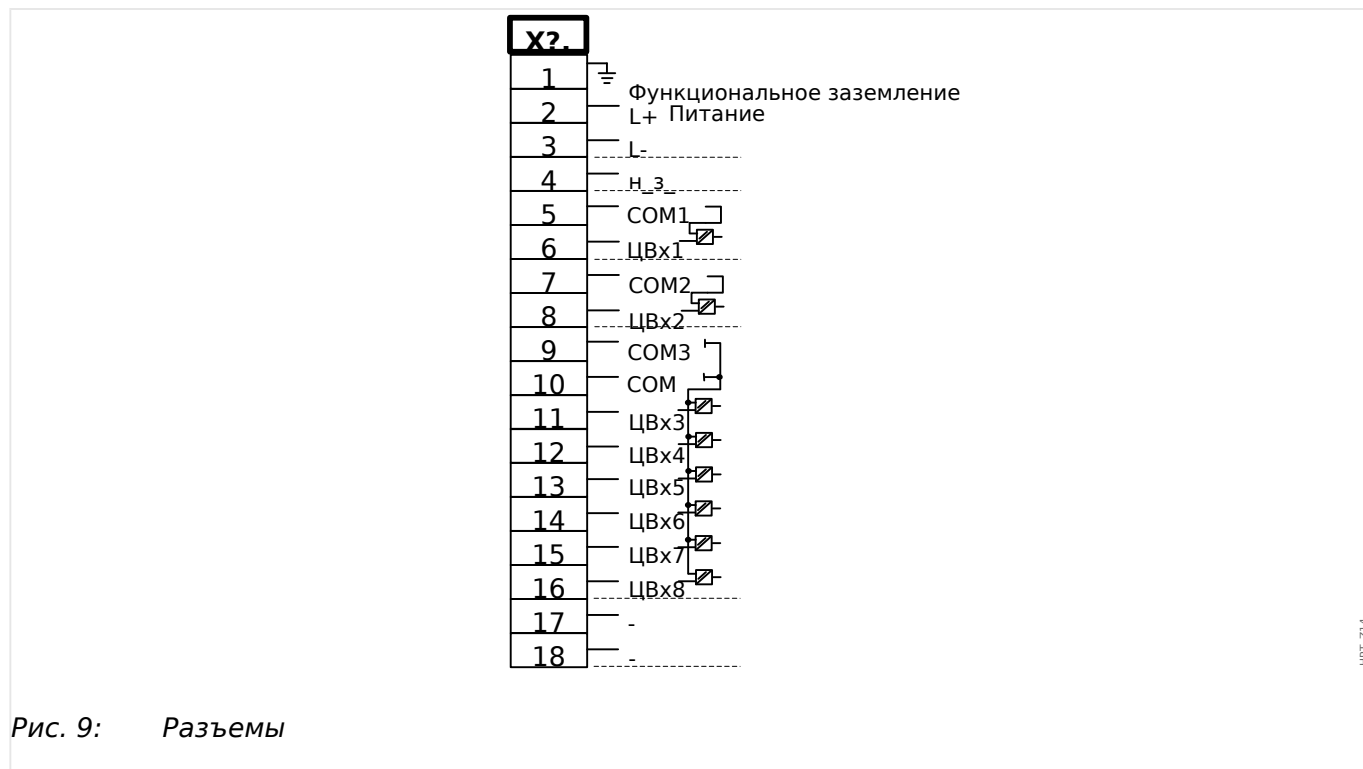 X?.
1
Функциональное заземление
2 L+ Питание
3 L-
4 н_з_
5 COM1
6 ЦВх1
7 COM2
8 ЦВх2
9 COM3
10 COM
11 ЦВх3
12 ЦВх4
13 ЦВх5
14 ЦВх6
15 ЦВх7
16 ЦВх8
17 -
18 -
Рис. 9: Разъемы